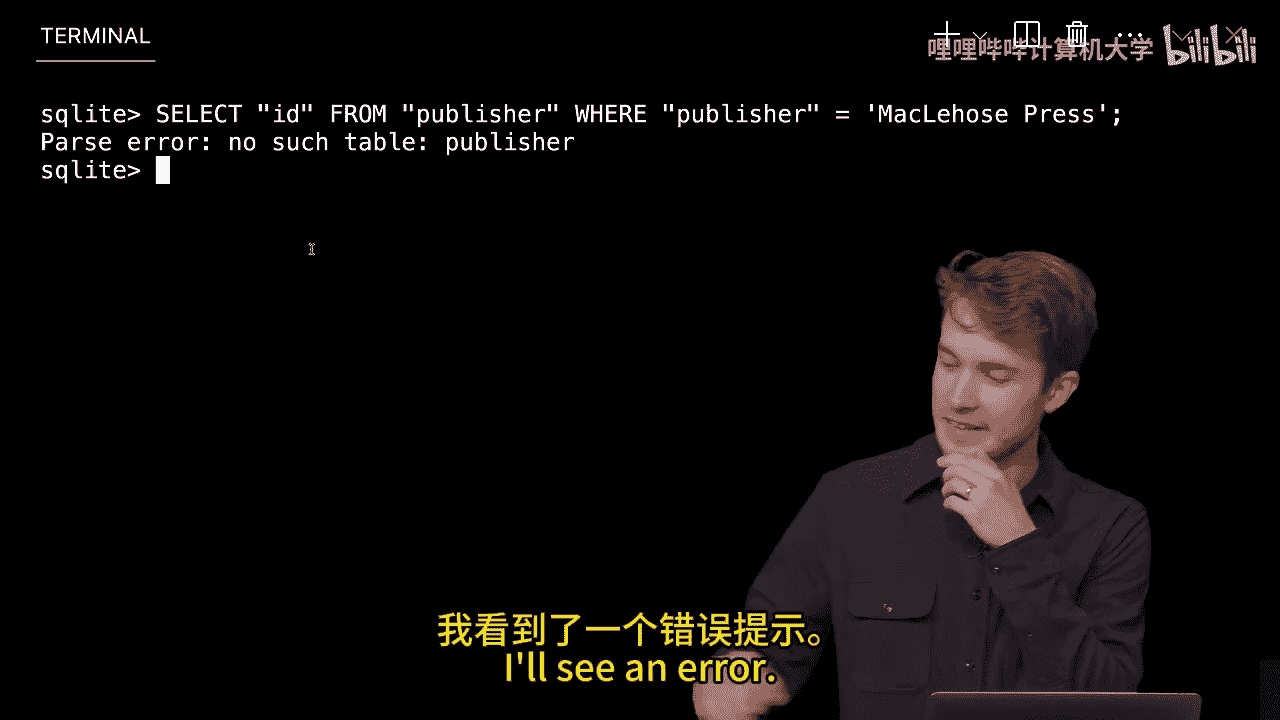 TERMINAL
哩哩哔哔计算机大学 bilibili
sqlite> SELECT "id" FROM "publisher" WHERE "publisher" = 'MacLehose Press';
Parse error: no such table: publisher
sqlite>
我看到了一个错误提示。
I'll see an error.